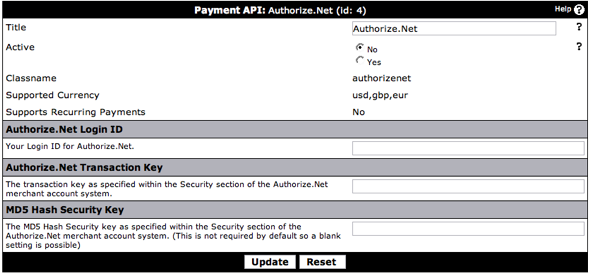 Payment API: Authorize.Net (id: 4)
Help ?
Title
Authorize.Net
?
Active
No
?
Yes
Classname
authorizenet
Supported Currency
usd,gbp,eur
Supports Recurring Payments
No
Authorize.Net Login ID
Your Login ID for Authorize.Net.
Authorize.Net Transaction Key
The transaction key as specified within the Security section of the Authorize.Net
merchant account system.
MD5 Hash Security Key
The MD5 Hash Security key as specified within the Security section of the
Authorize.Net merchant account system. (This is not required by default so a blank
setting is possible)
Update Reset